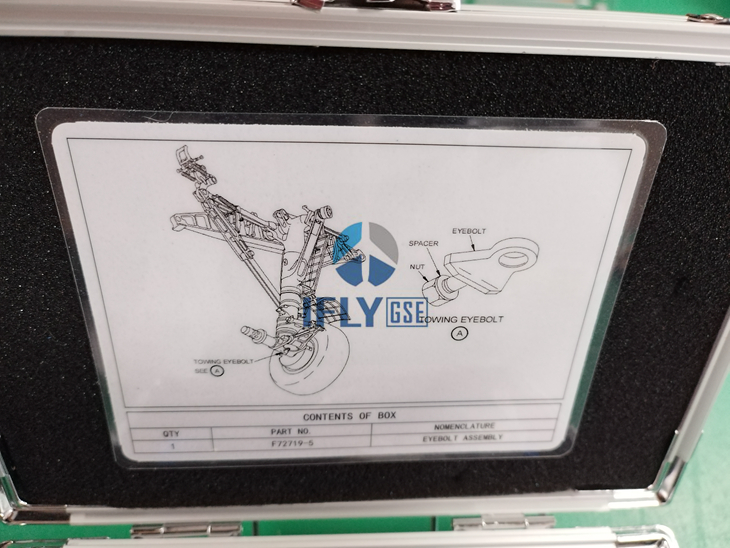 EYEBOLT
SPACER
NUT
IFLY GSE
TOWING EYEBOLT
A
TOWING EYEBOLT
SEE A
CONTENTS OF BOX
QTY PART NO. NOMENCLATURE
1 F72719-5 EYEBOLT ASSEMBLY